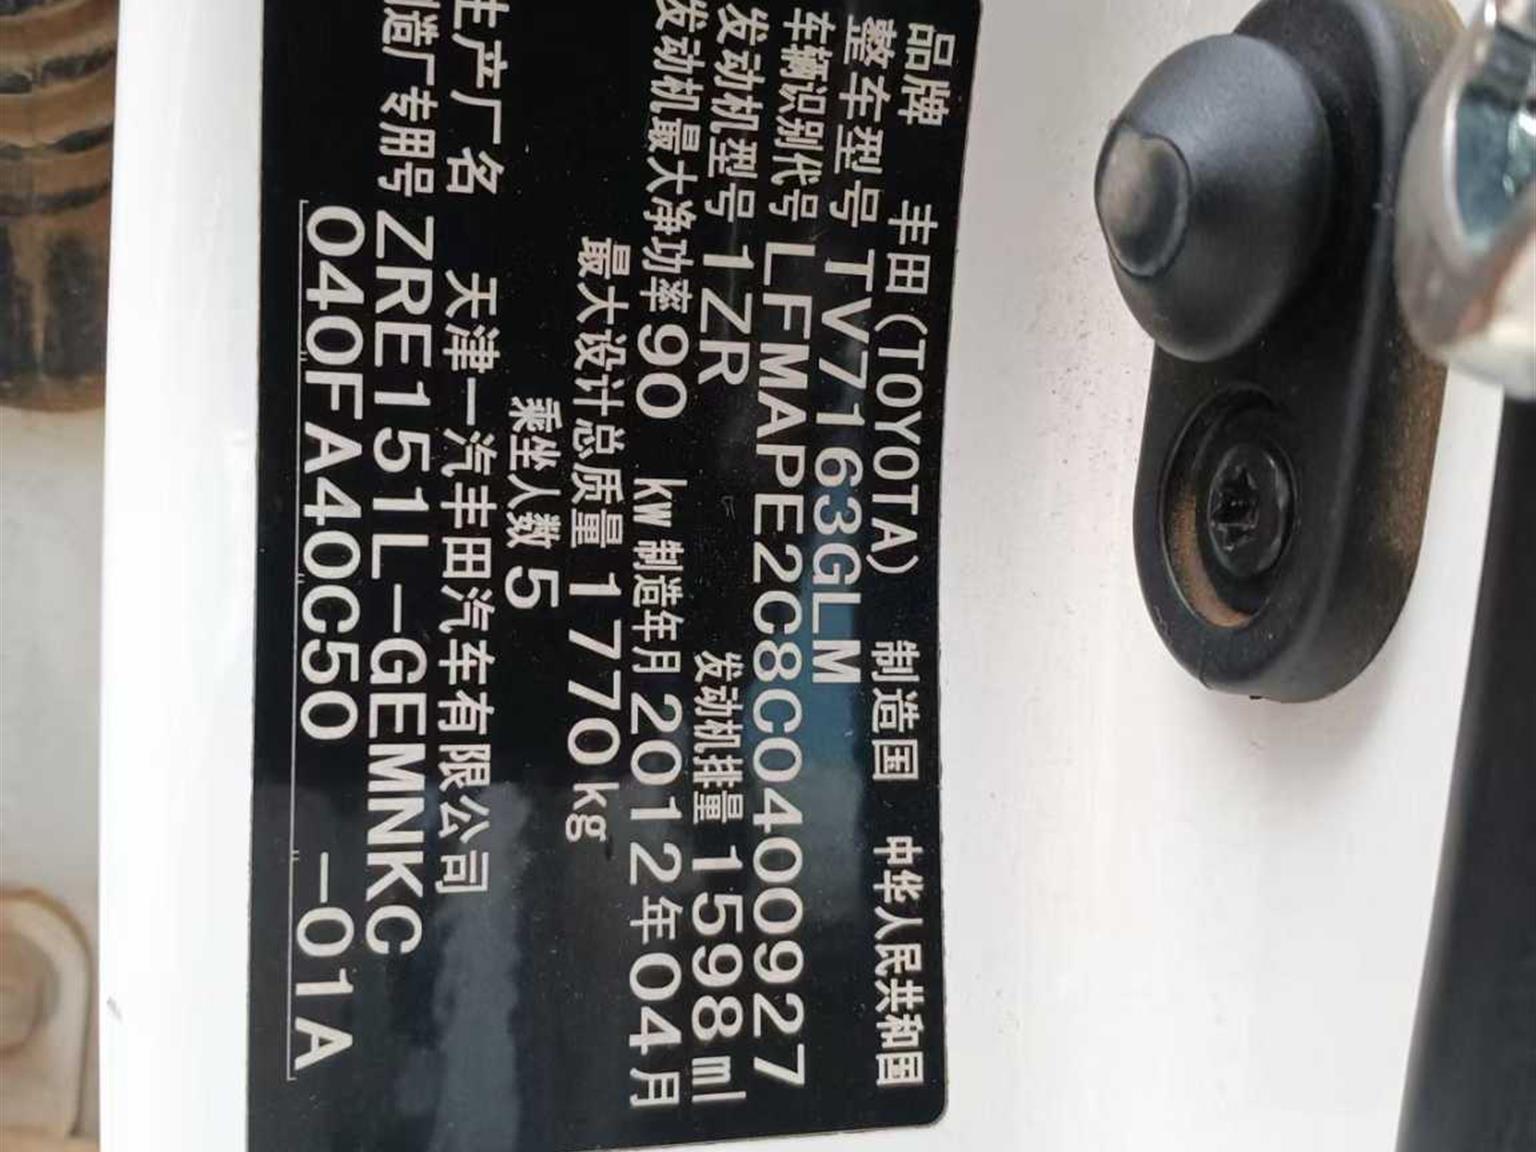 品牌 丰田(TOYOTA) 制造国 中华人民共和国
整车型号 TV7163GLM
车辆识别代号 LFMAPE2C8C0400927
发动机型号 1ZR 发动机排量 1598ml
发动机最大净功率 90 kW 制造年月 2012年04月
最大设计总质量 1770kg
乘坐人数 5
生产厂名 天津一汽丰田汽车有限公司
制造厂专用号 ZRE151L-GEMNKC
040FA40C50 -01A